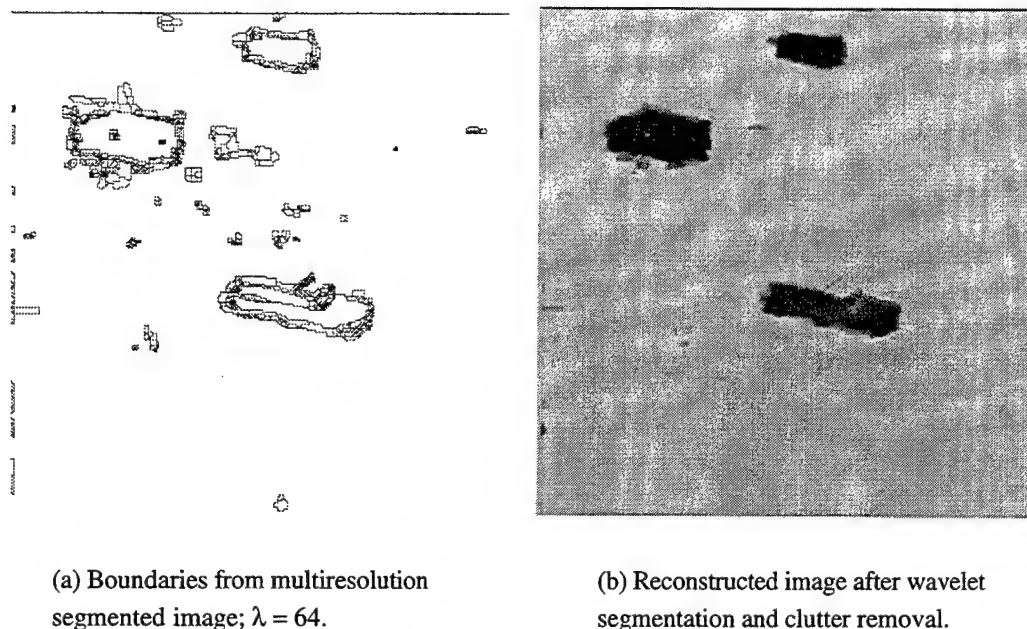 (a) Boundaries from multiresolution
segmented image; λ = 64.
(b) Reconstructed image after wavelet
segmentation and clutter removal.